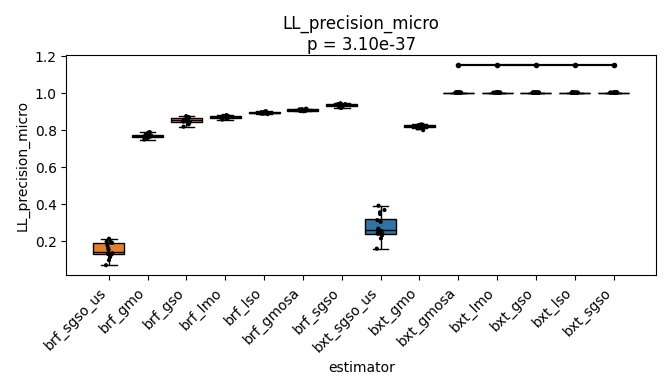 LL_precision_micro
p = 3.10e-37
LL_precision_micro
1.2
1.0
0.8
0.6
0.4
0.2
brf_sgso_us
brf_gmo
brf_gso
brf_lmo
brf_lso
brf_gmosa
brf_sgso
bxt_sgso_us
bxt_gmo
bxt_gmosa
bxt_lmo
bxt_gso
bxt_lso
bxt_sgso
estimator